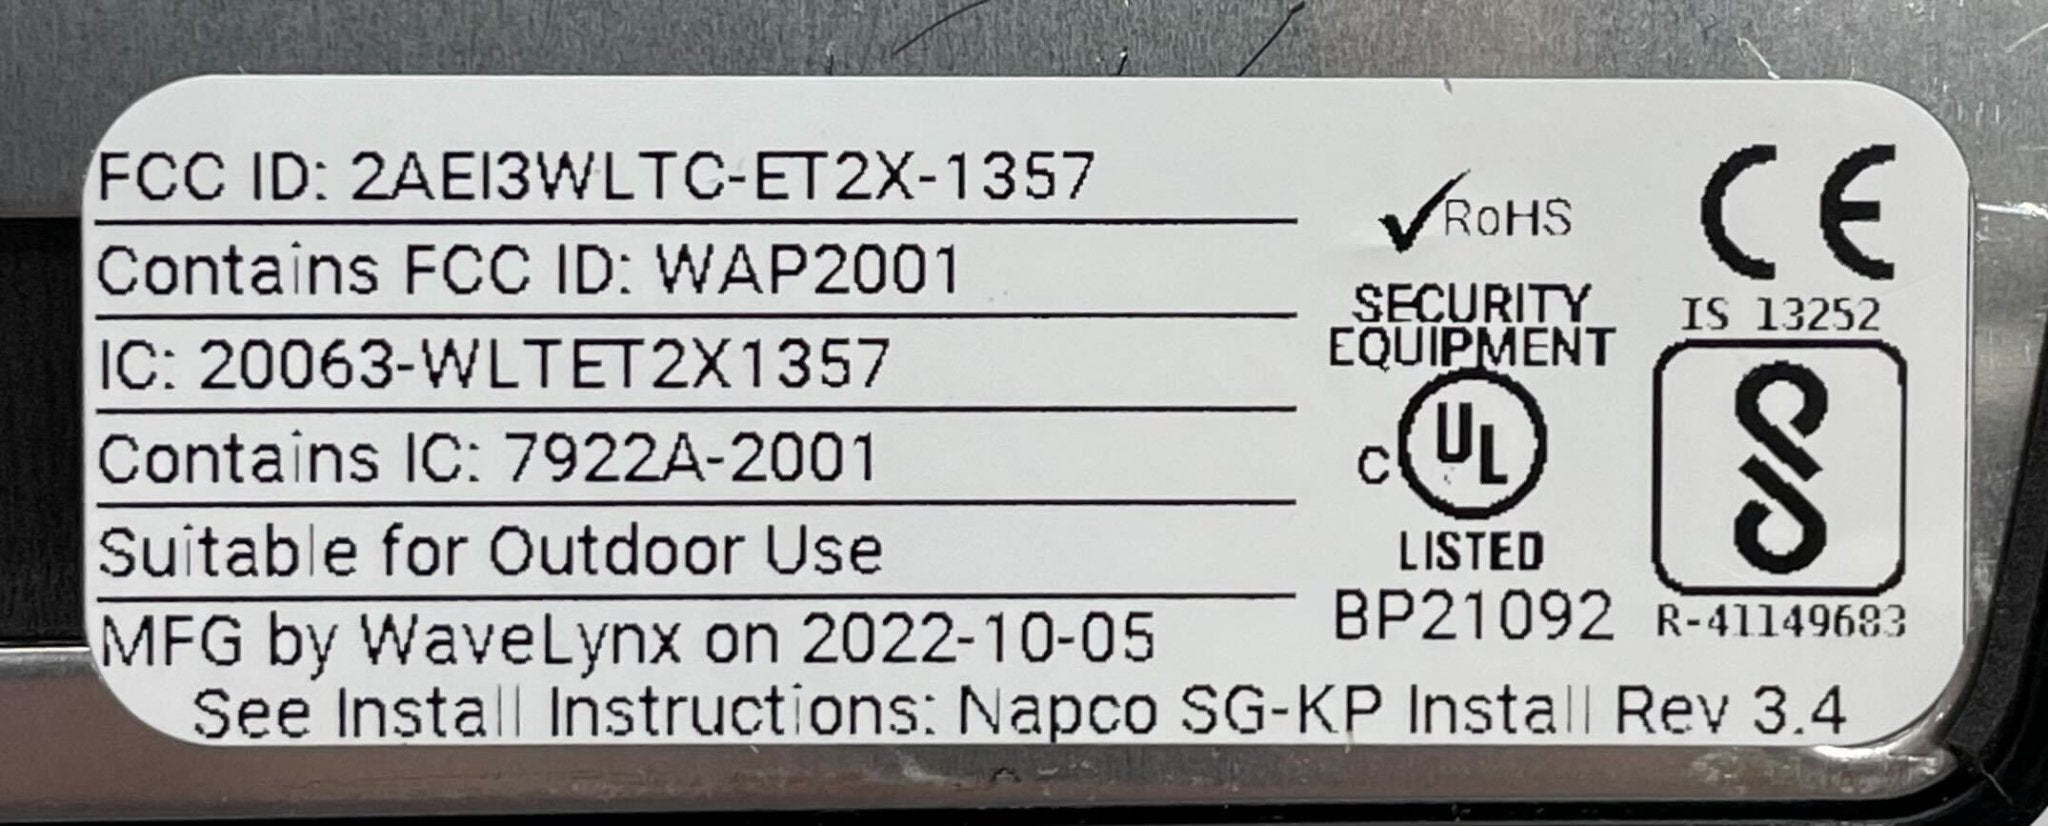 FCC ID: 2AEI3WLTC-ET2X-1357
Contains FCC ID: WAP2001
IC: 20063-WLTET2X1357
Contains IC: 7922A-2001
Suitable for Outdoor Use
MFG by WaveLynx on 2022-10-05
See Install Instructions: Napco SG-KP Install Rev 3.4
RoHS
SECURITY
EQUIPMENT
C UL
LISTED
BP21092
CE
IS 13252
R-41149683